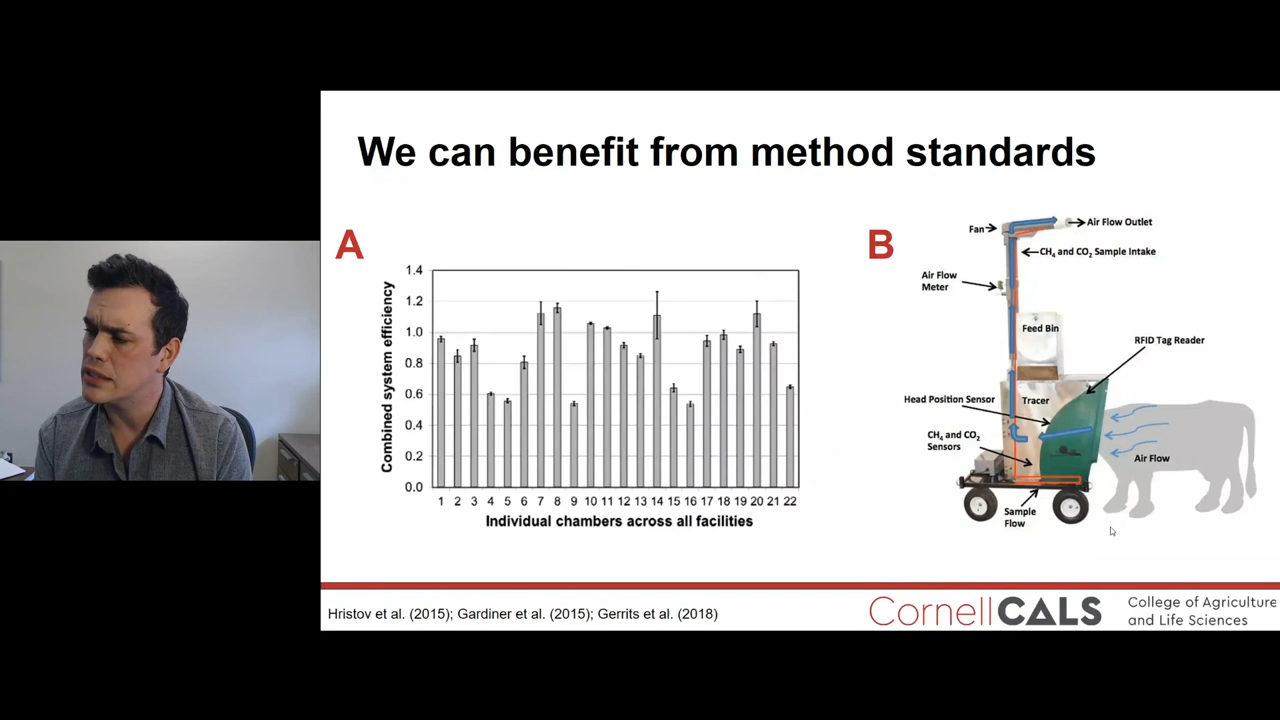 We can benefit from method standards
A
Combined system efficiency
1.4
1.2
1.0
0.8
0.6
0.4
0.2
0.0
1 2 3 4 5 6 7 8 9 10 11 12 13 14 15 16 17 18 19 20 21 22
Individual chambers across all facilities
B
Fan
Air Flow Outlet
CH₄ and CO₂ Sample Intake
Air Flow
Meter
Feed Bin
RFID Tag Reader
Head Position Sensor
Tracer
CH₄ and CO₂
Sensors
Air Flow
Sample
Flow
Hristov et al. (2015); Gardiner et al. (2015); Gerrits et al. (2018)
CornellCALS
College of Agriculture
and Life Sciences